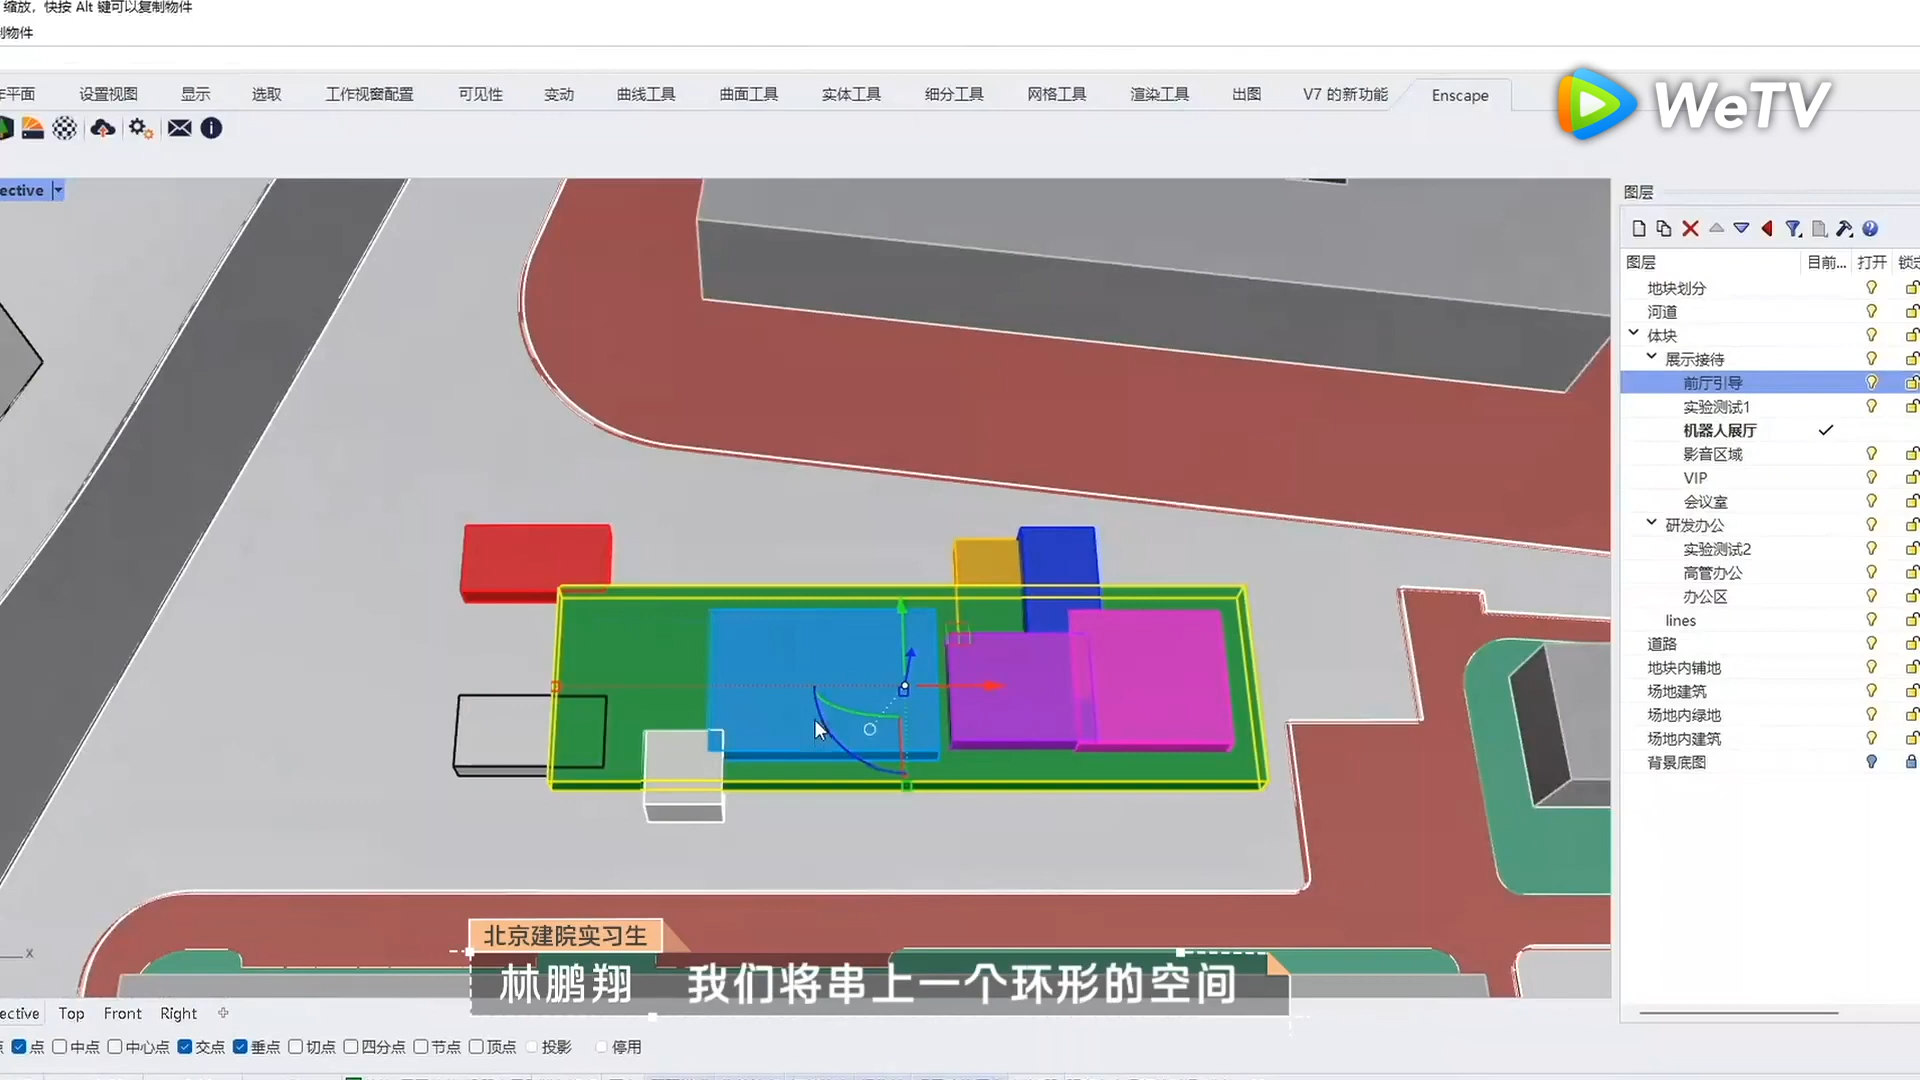 缩放，快按 Alt 键可以复制物件
物件
作平面 设置视图 显示 选取 工作视窗配置 可见性 变动 曲线工具 曲面工具 实体工具 细分工具 网格工具 渲染工具 出图 V7 的新功能 Enscape
WeTV
ective
图层
图层 目前... 打开 锁定
地块划分
河道
体块
展示接待
前厅引导
实验测试1
机器人展厅
影音区域
VIP
会议室
研发办公
实验测试2
高管办公
办公区
lines
道路
地块内铺地
场地建筑
场地内绿地
场地内建筑
背景底图
x
北京建院实习生
林鹏翔 我们将串上一个环形的空间
ective Top Front Right
点 中点 中心点 交点 垂点 切点 四分点 节点 顶点 投影 停用